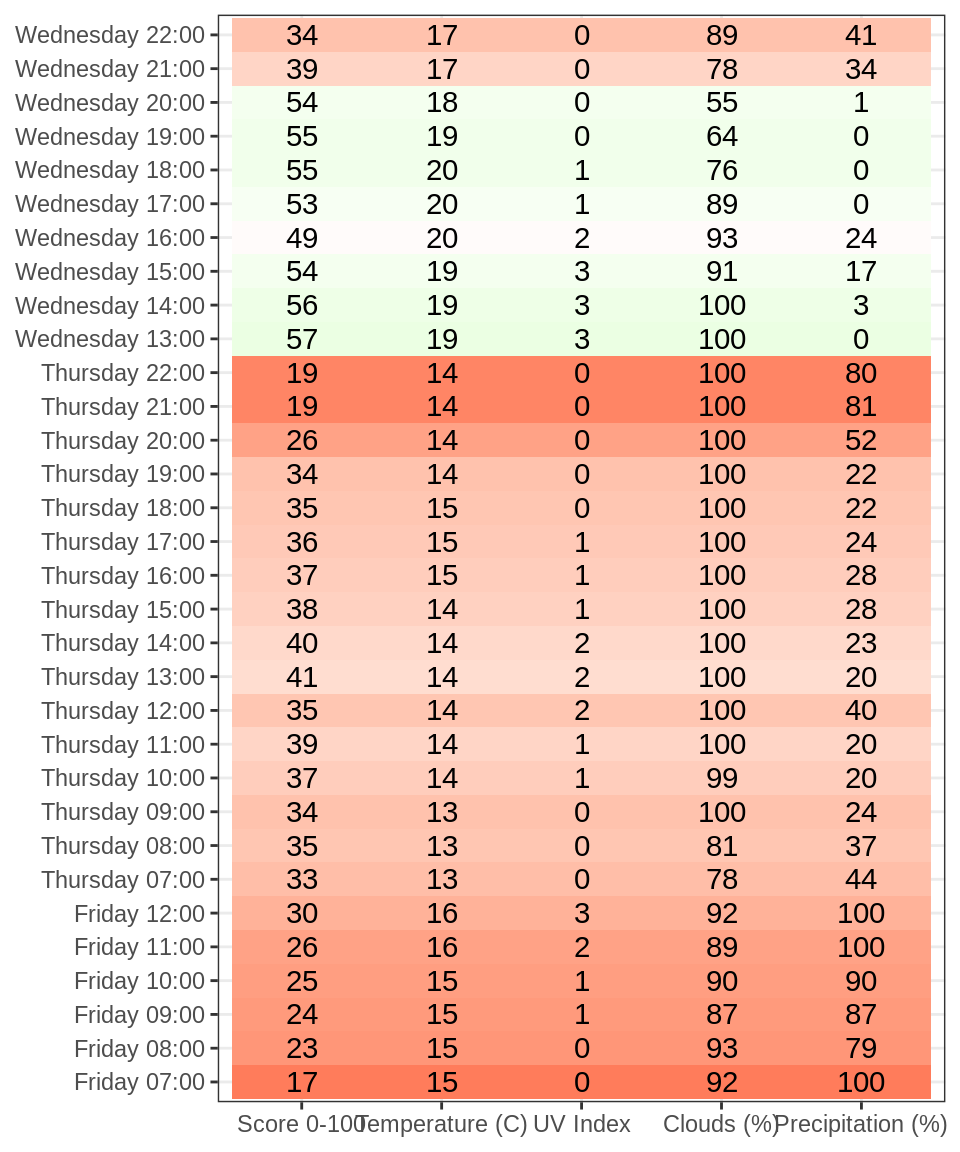 Wednesday 22:00 34 17 0 89 41
Wednesday 21:00 39 17 0 78 34
Wednesday 20:00 54 18 0 55 1
Wednesday 19:00 55 19 0 64 0
Wednesday 18:00 55 20 1 76 0
Wednesday 17:00 53 20 1 89 0
Wednesday 16:00 49 20 2 93 24
Wednesday 15:00 54 19 3 91 17
Wednesday 14:00 56 19 3 100 3
Wednesday 13:00 57 19 3 100 0
Thursday 22:00 19 14 0 100 80
Thursday 21:00 19 14 0 100 81
Thursday 20:00 26 14 0 100 52
Thursday 19:00 34 14 0 100 22
Thursday 18:00 35 15 0 100 22
Thursday 17:00 36 15 1 100 24
Thursday 16:00 37 15 1 100 28
Thursday 15:00 38 14 1 100 28
Thursday 14:00 40 14 2 100 23
Thursday 13:00 41 14 2 100 20
Thursday 12:00 35 14 2 100 40
Thursday 11:00 39 14 1 100 20
Thursday 10:00 37 14 1 99 20
Thursday 09:00 34 13 0 100 24
Thursday 08:00 35 13 0 81 37
Thursday 07:00 33 13 0 78 44
Friday 12:00 30 16 3 92 100
Friday 11:00 26 16 2 89 100
Friday 10:00 25 15 1 90 90
Friday 09:00 24 15 1 87 87
Friday 08:00 23 15 0 93 79
Friday 07:00 17 15 0 92 100
Score 0-100 Temperature (C) UV Index Clouds (%) Precipitation (%)